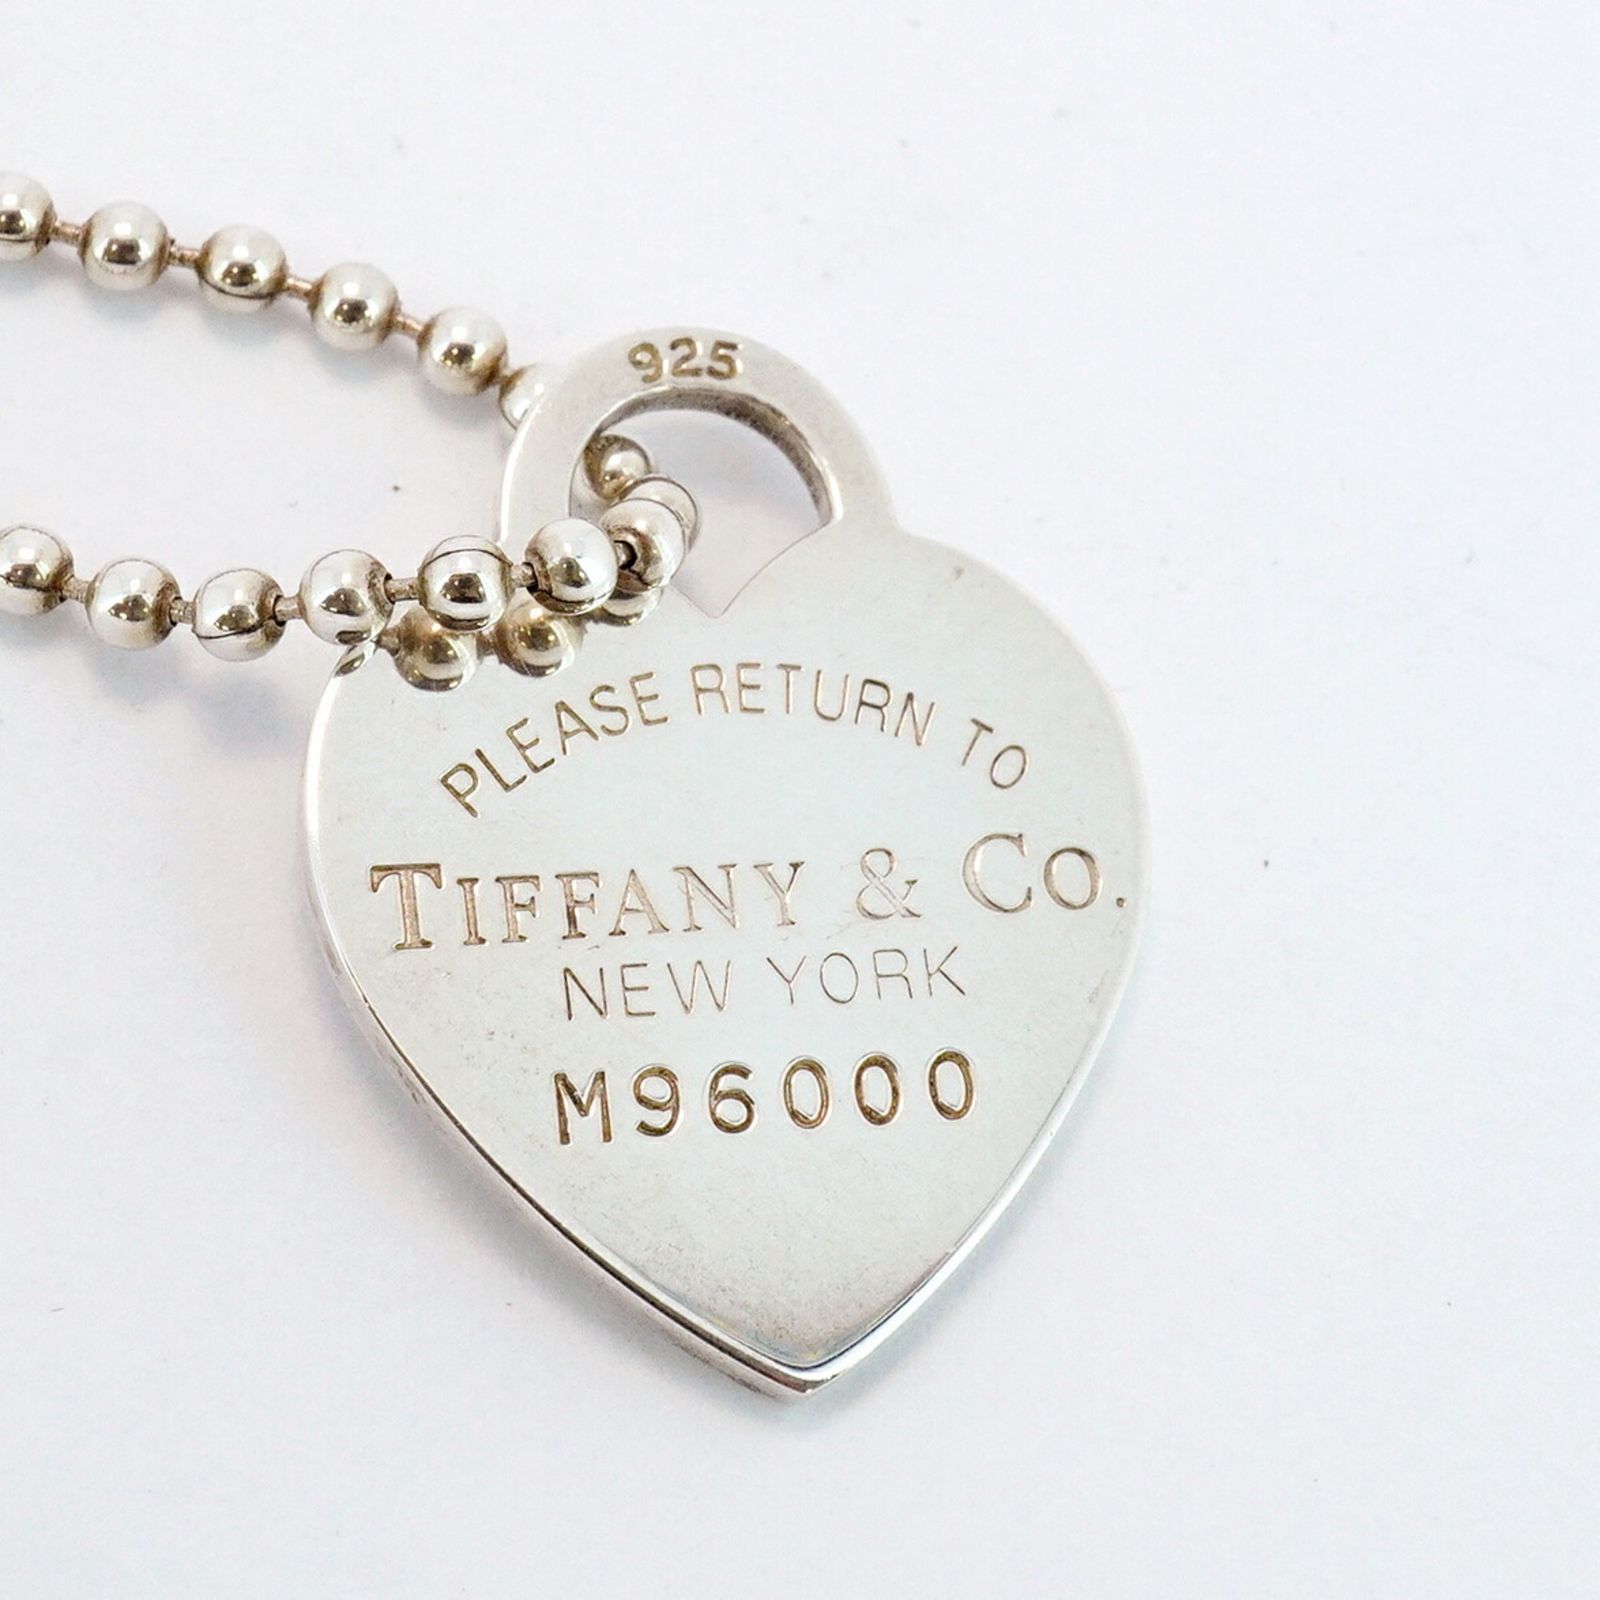 925
PLEASE RETURN TO
TIFFANY & CO.
NEW YORK
M96000